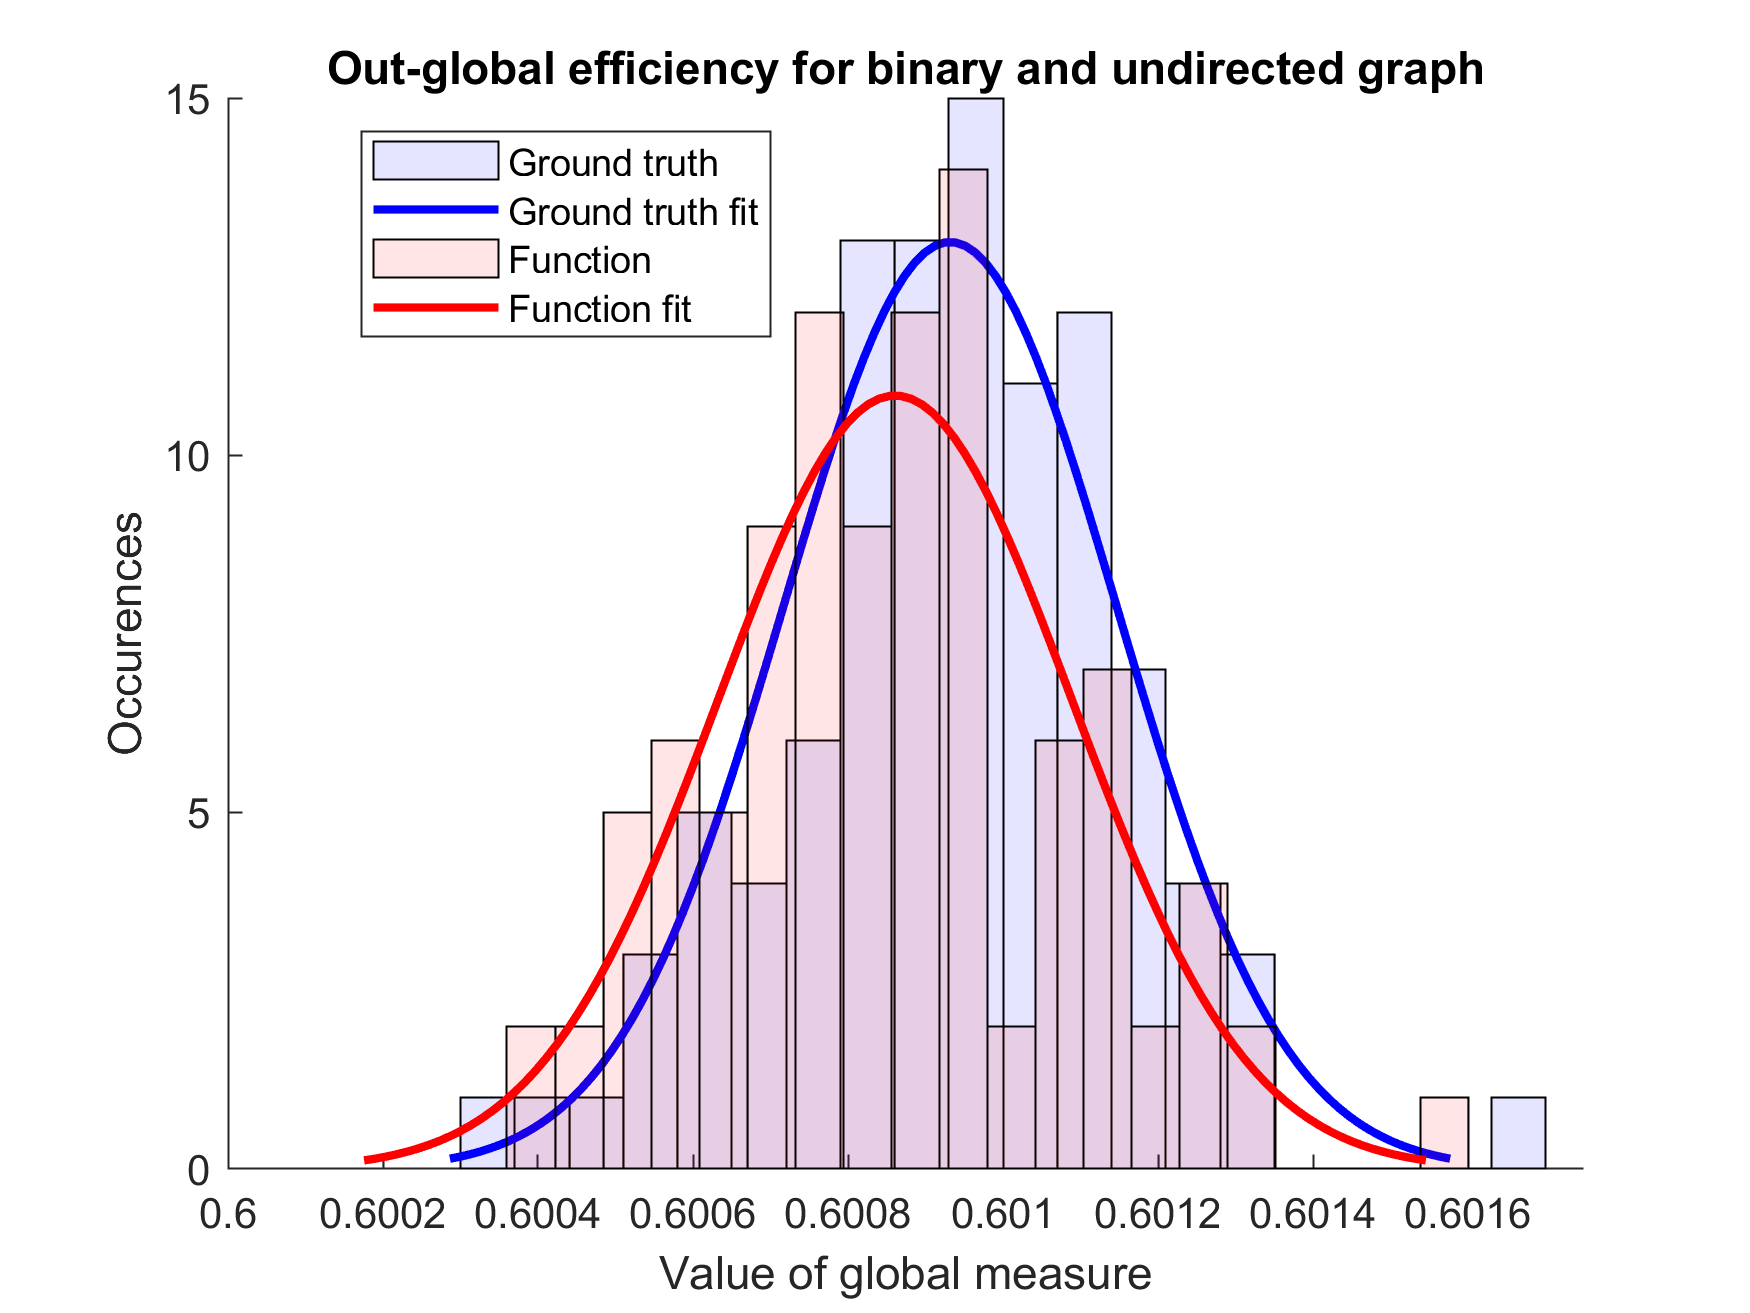 Out-global efficiency for binary and undirected graph
15
Ground truth
Ground truth fit
Function
Function fit
10
Occurences
5
0
0.6 0.6002 0.6004 0.6006 0.6008 0.601 0.6012 0.6014 0.6016
Value of global measure